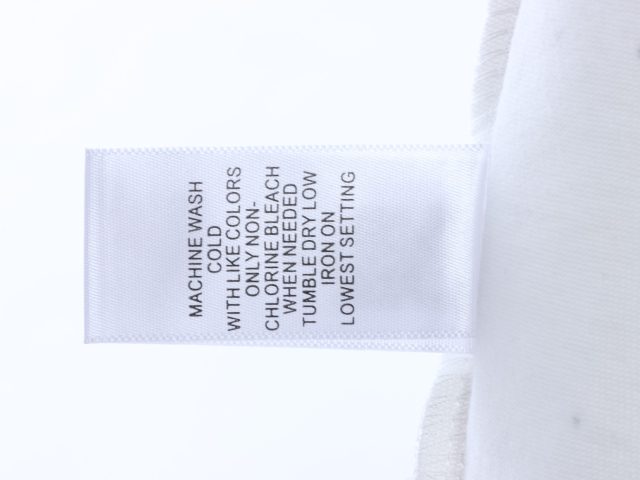 MACHINE WASH
COLD
WITH LIKE COLORS
ONLY NON-
CHLORINE BLEACH
WHEN NEEDED
TUMBLE DRY LOW
IRON ON
LOWEST SETTING